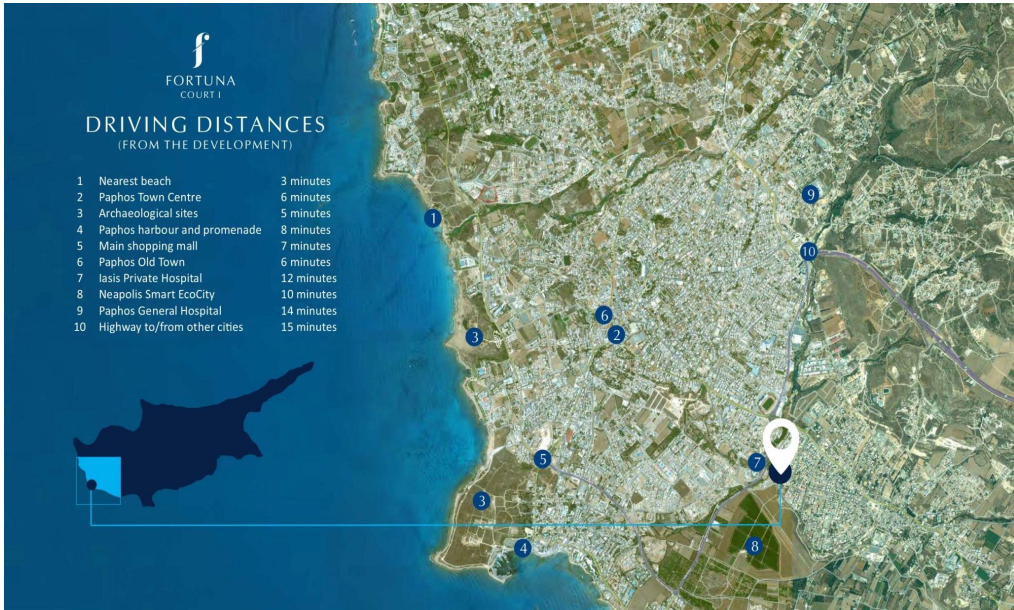 f
FORTUNA
COURT I
DRIVING DISTANCES
(FROM THE DEVELOPMENT)
1 Nearest beach 3 minutes
2 Paphos Town Centre 6 minutes
3 Archaeological sites 5 minutes
4 Paphos harbour and promenade 8 minutes
5 Main shopping mall 7 minutes
6 Paphos Old Town 6 minutes
7 Iasis Private Hospital 12 minutes
8 Neapolis Smart EcoCity 10 minutes
9 Paphos General Hospital 14 minutes
10 Highway to/from other cities 15 minutes
9
1
10
6
2
3
5
7
3
4
8